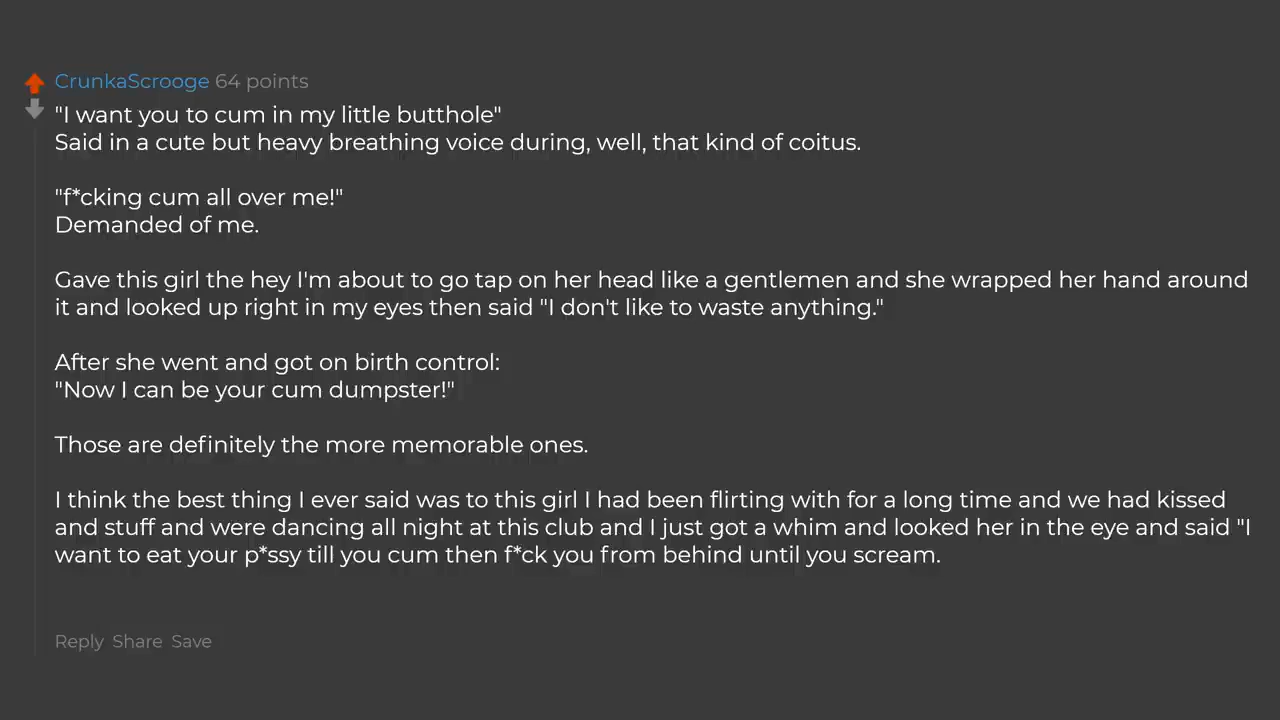 CrunkaScrooge 64 points
"I want you to cum in my little butthole"
Said in a cute but heavy breathing voice during, well, that kind of coitus.
"f*cking cum all over me!"
Demanded of me.
Gave this girl the hey I'm about to go tap on her head like a gentlemen and she wrapped her hand around
it and looked up right in my eyes then said "I don't like to waste anything."
After she went and got on birth control:
"Now I can be your cum dumpster!"
Those are definitely the more memorable ones.
I think the best thing I ever said was to this girl I had been flirting with for a long time and we had kissed
and stuff and were dancing all night at this club and I just got a whim and looked her in the eye and said "I
want to eat your p*ssy till you cum then f*ck you from behind until you scream.
Reply Share Save